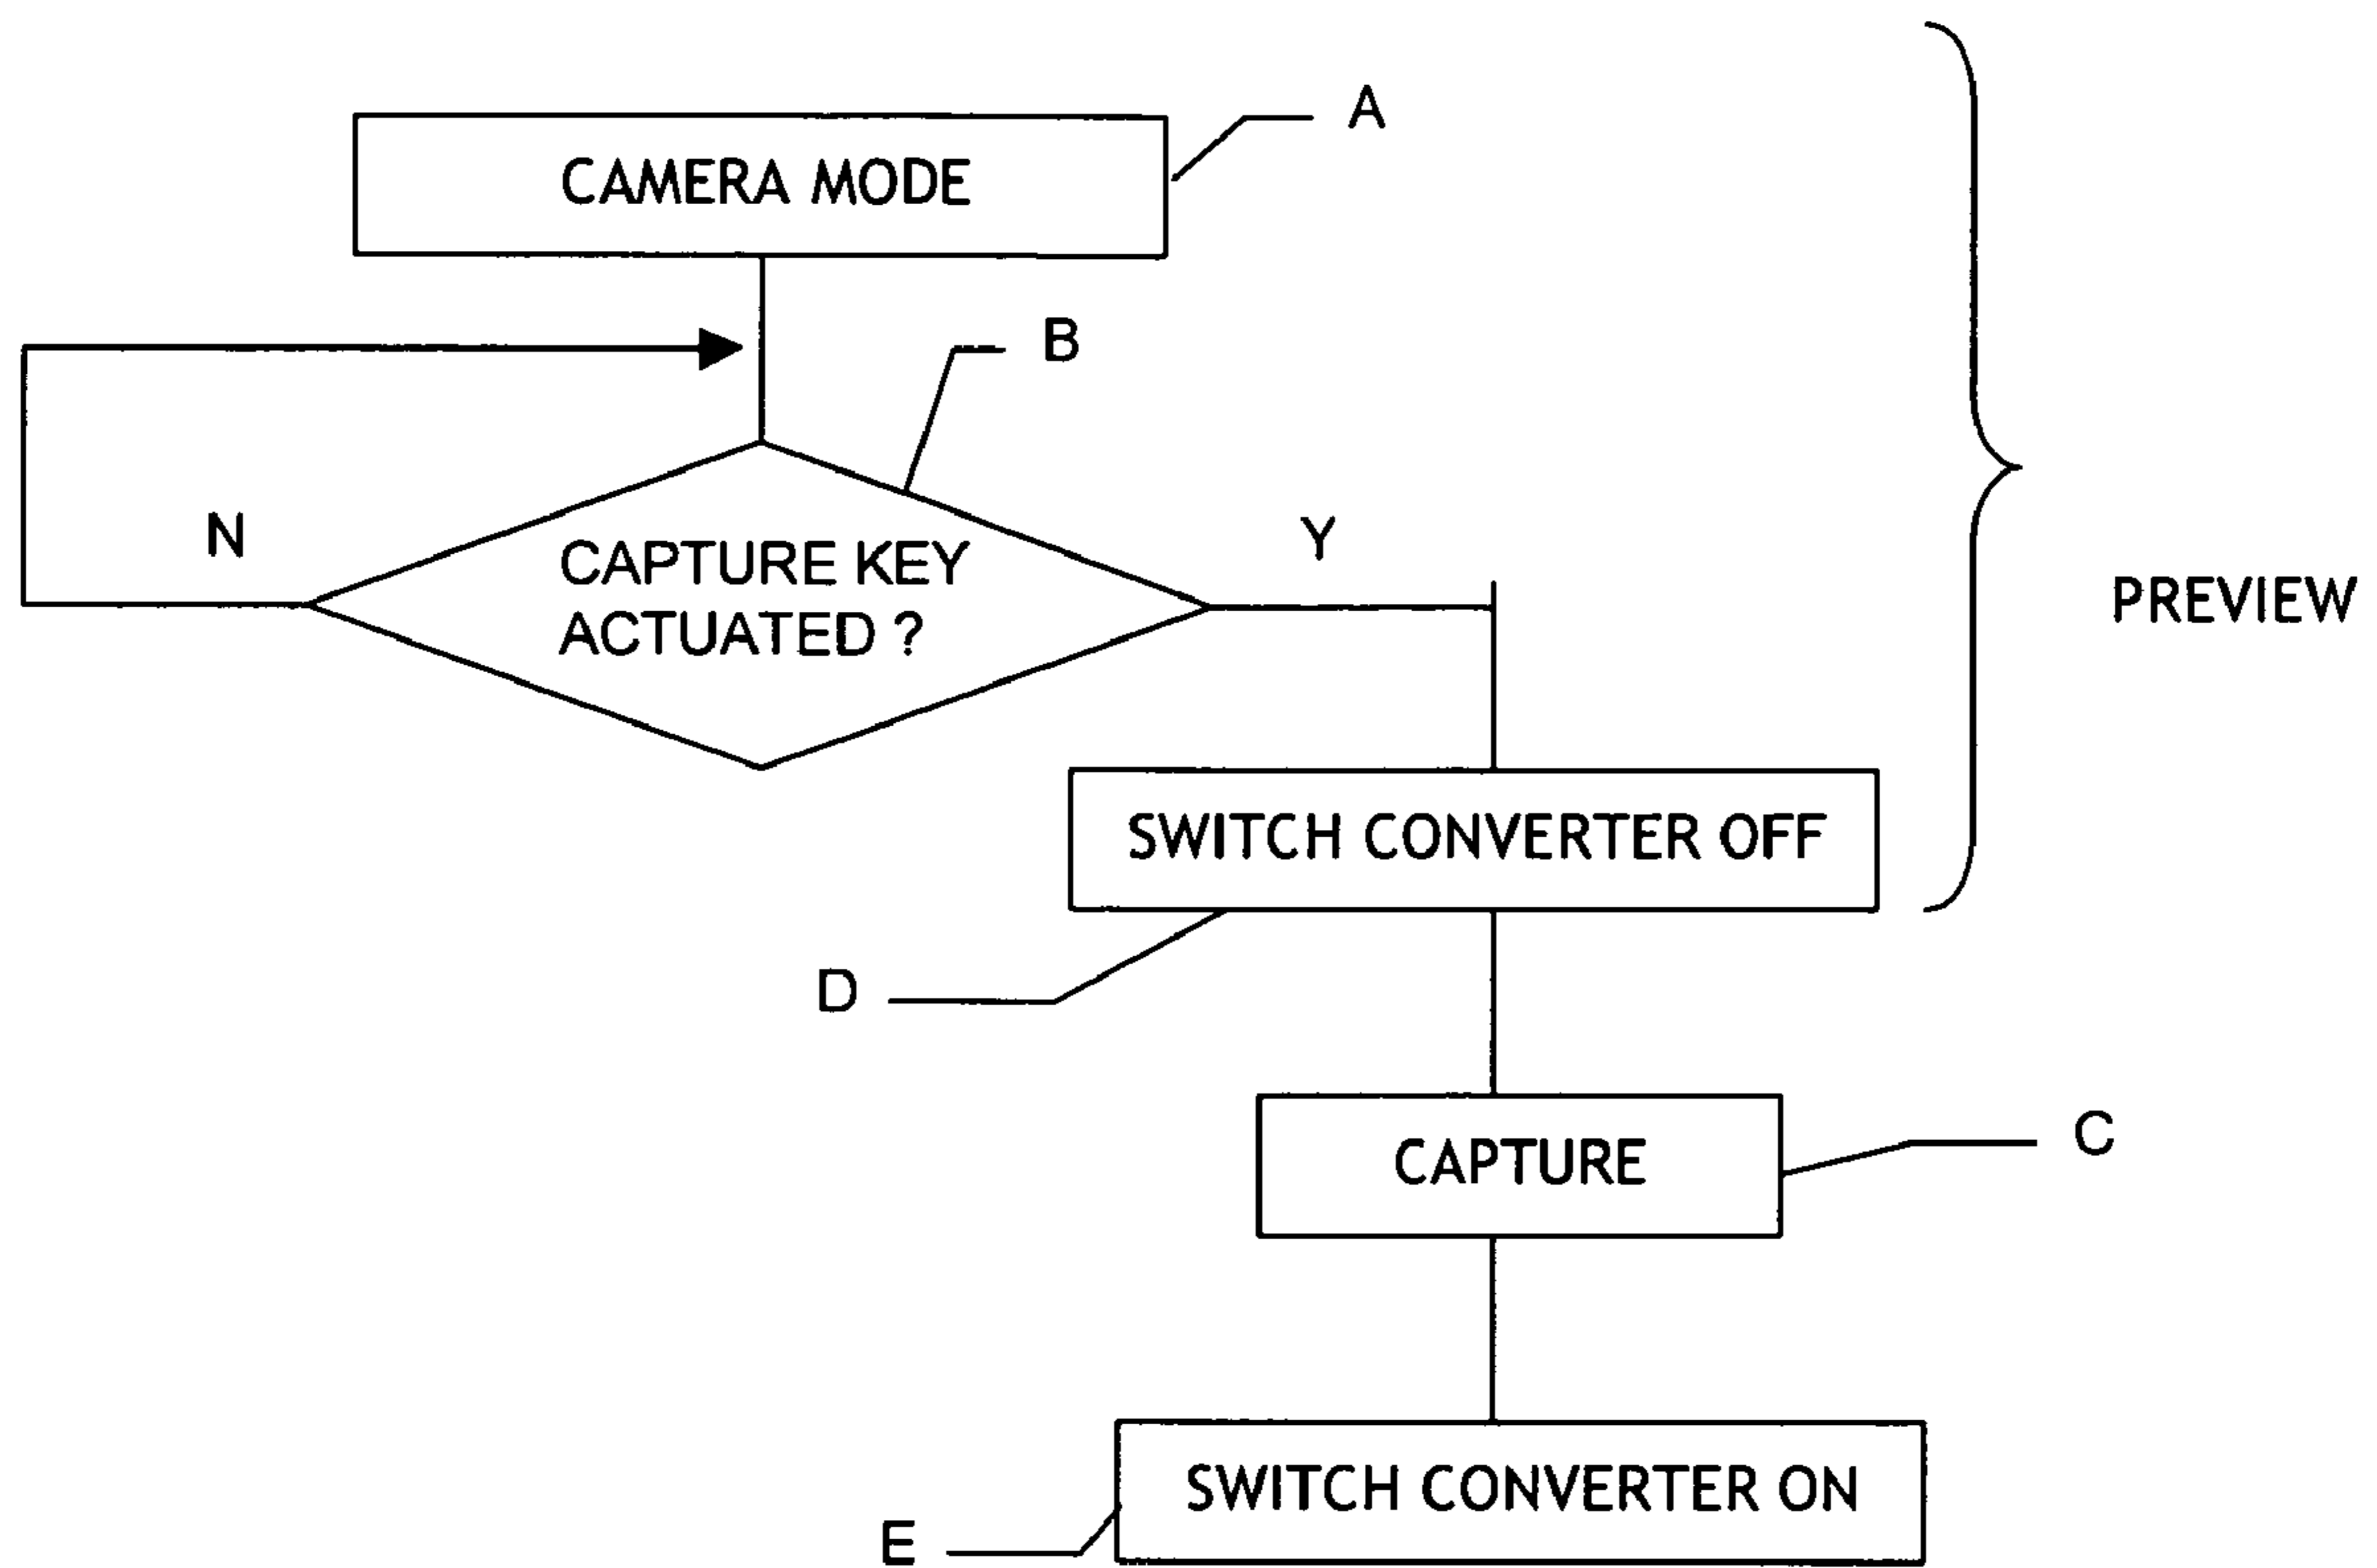 A
CAMERA MODE
B
N
Y
CAPTURE KEY
ACTUATED ?
PREVIEW
SWITCH CONVERTER OFF
D
CAPTURE
C
SWITCH CONVERTER ON
E